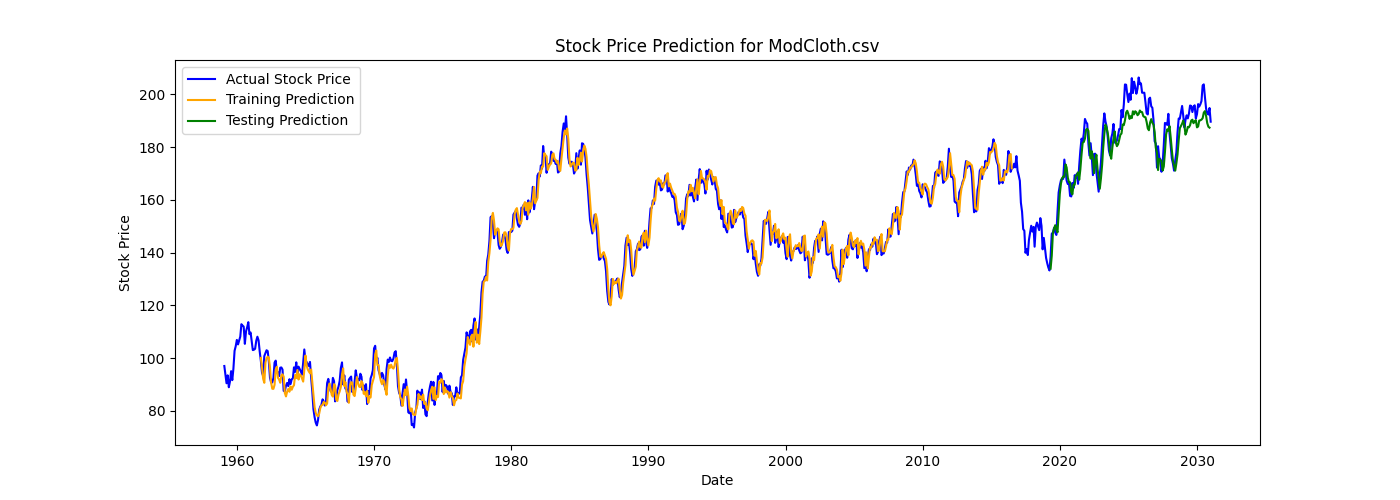 Stock Price Prediction for ModCloth.csv
Actual Stock Price
Training Prediction
Testing Prediction
Stock Price
200
180
160
140
120
100
80
1960 1970 1980 1990 2000 2010 2020 2030
Date